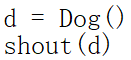 d = Dog()
shout(d)